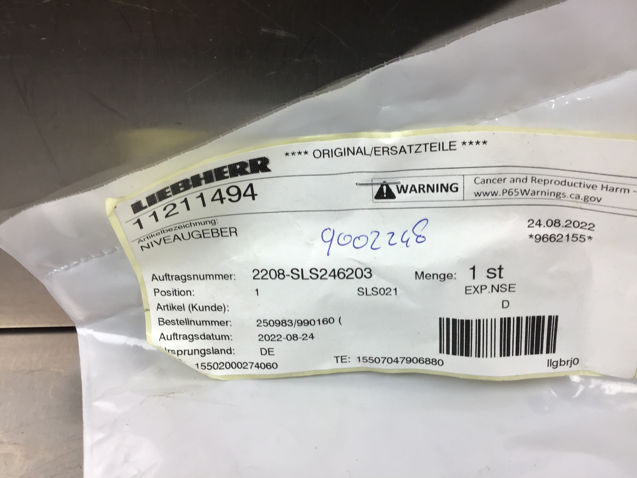 **** ORIGINAL/ERSATZTEILE ****
LIEBHERR
11211494
WARNING
Cancer and Reproductive Harm -
www.P65Warnings.ca.gov
Artikelbezeichnung:
NIVEAUGEBER
9002248
24.08.2022
*9662155*
Auftragsnummer: 2208-SLS246203 Menge: 1 st
Position: 1 SLS021 EXP.NSE
Artikel (Kunde): D
Bestellnummer: 250983/990160 (
Auftragsdatum: 2022-08-24
Ursprungsland: DE
15502000274060 TE: 15507047906880 llgbrj0